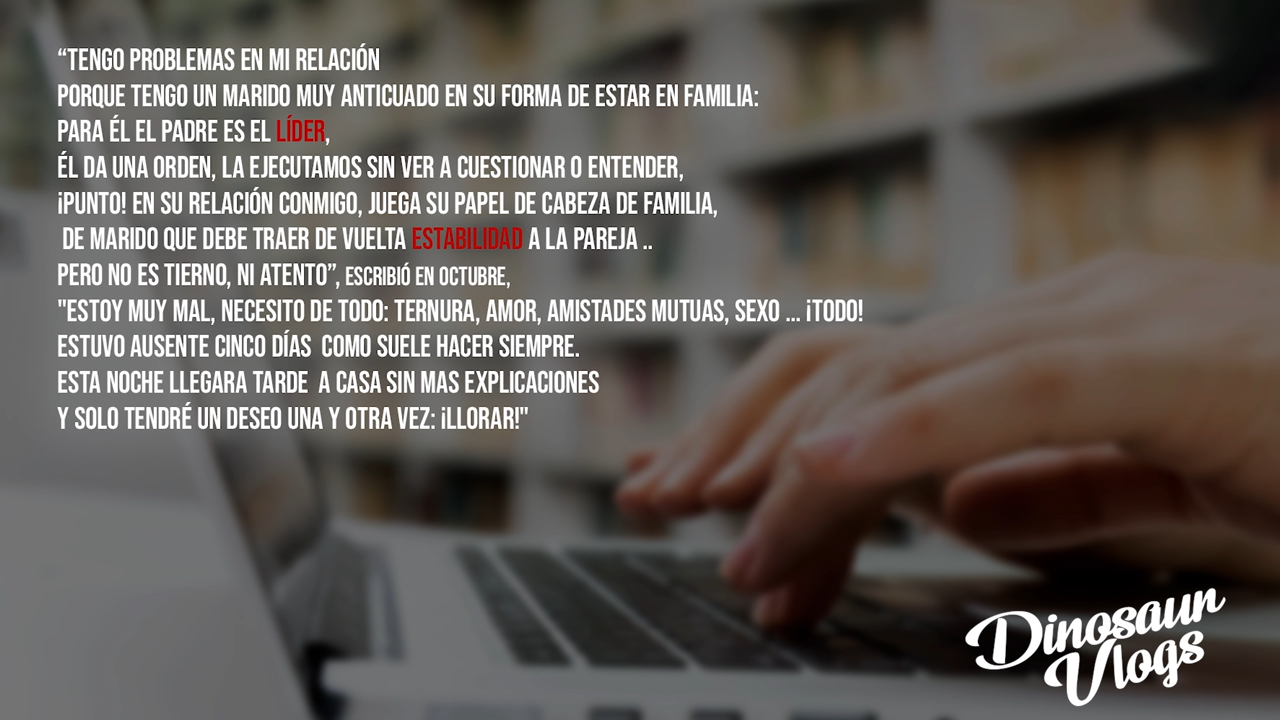 “TENGO PROBLEMAS EN MI RELACIÓN
PORQUE TENGO UN MARIDO MUY ANTICUADO EN SU FORMA DE ESTAR EN FAMILIA:
PARA ÉL EL PADRE ES EL LÍDER,
ÉL DA UNA ORDEN, LA EJECUTAMOS SIN VER A CUESTIONAR O ENTENDER,
¡PUNTO! EN SU RELACIÓN CONMIGO, JUEGA SU PAPEL DE CABEZA DE FAMILIA,
DE MARIDO QUE DEBE TRAER DE VUELTA ESTABILIDAD A LA PAREJA ..
PERO NO ES TIERNO, NI ATENTO”, ESCRIBIÓ EN OCTUBRE,
"ESTOY MUY MAL, NECESITO DE TODO: TERNURA, AMOR, AMISTADES MUTUAS, SEXO ... ¡TODO!
ESTUVO AUSENTE CINCO DÍAS COMO SUELE HACER SIEMPRE.
ESTA NOCHE LLEGARA TARDE A CASA SIN MAS EXPLICACIONES
Y SOLO TENDRÉ UN DESEO UNA Y OTRA VEZ: ¡LLORAR!"
Dinosaur
Vlogs